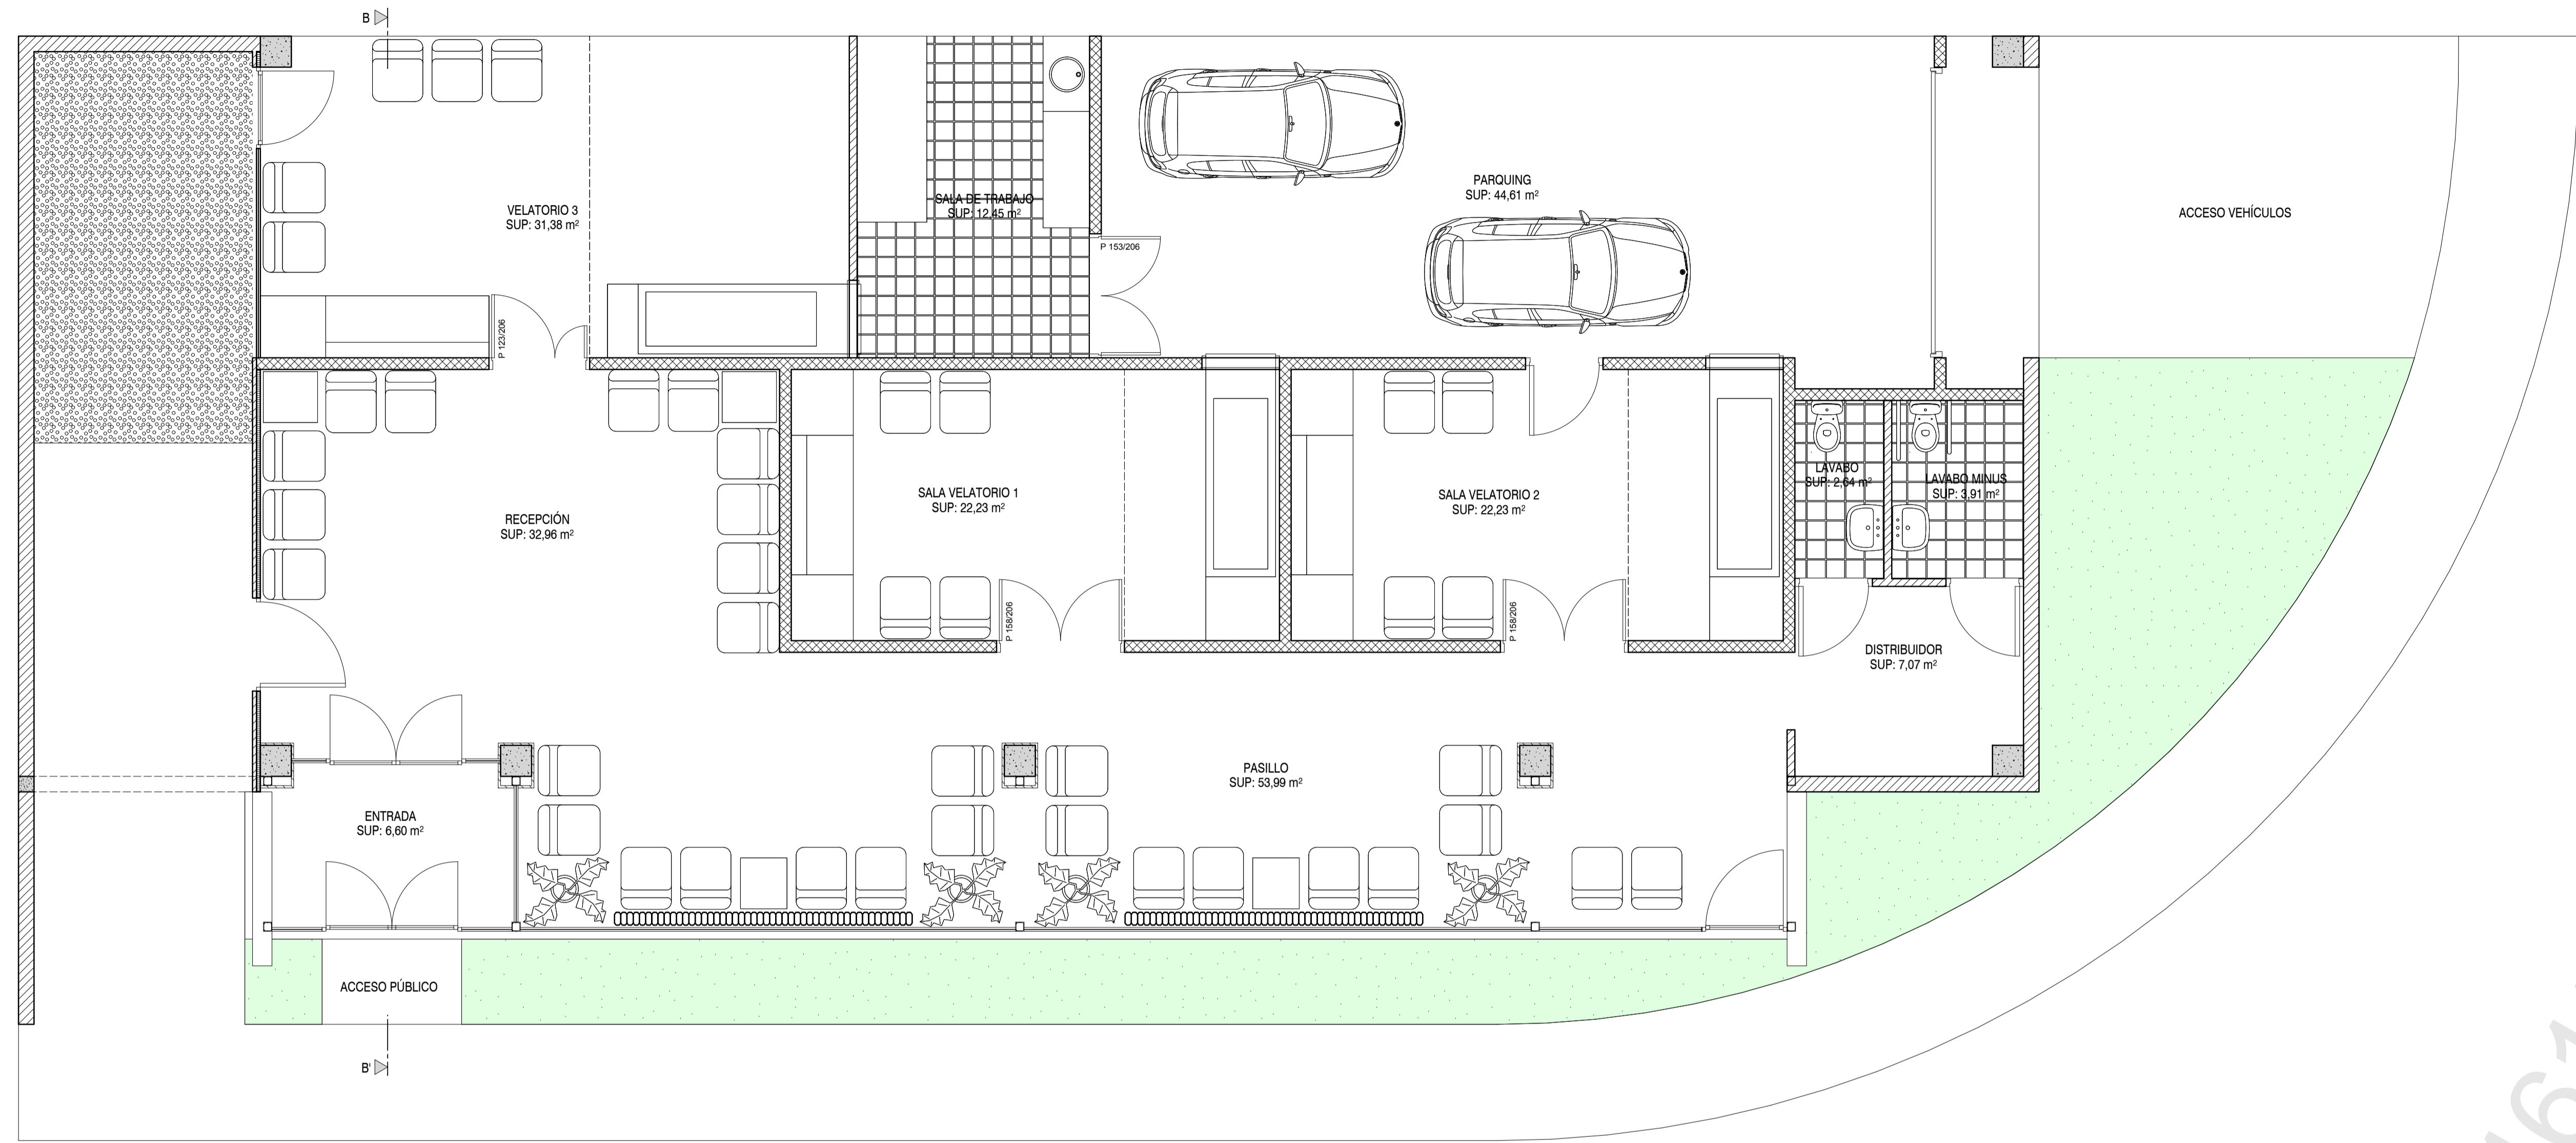 B
VELATORIO 3
SUP: 31,38 m²
SALA DE TRABAJO
SUP: 12,45 m²
PARQUING
SUP: 44,61 m²
ACCESO VEHÍCULOS
P 153/206
P 123/206
RECEPCIÓN
SUP: 32,96 m²
SALA VELATORIO 1
SUP: 22,23 m²
SALA VELATORIO 2
SUP: 22,23 m²
LAVABO
SUP: 2,64 m²
LAVABO MINUS
SUP: 3,91 m²
P 158/206
P 158/206
DISTRIBUIDOR
SUP: 7,07 m²
PASILLO
SUP: 53,99 m²
ENTRADA
SUP: 6,60 m²
ACCESO PÚBLICO
B'